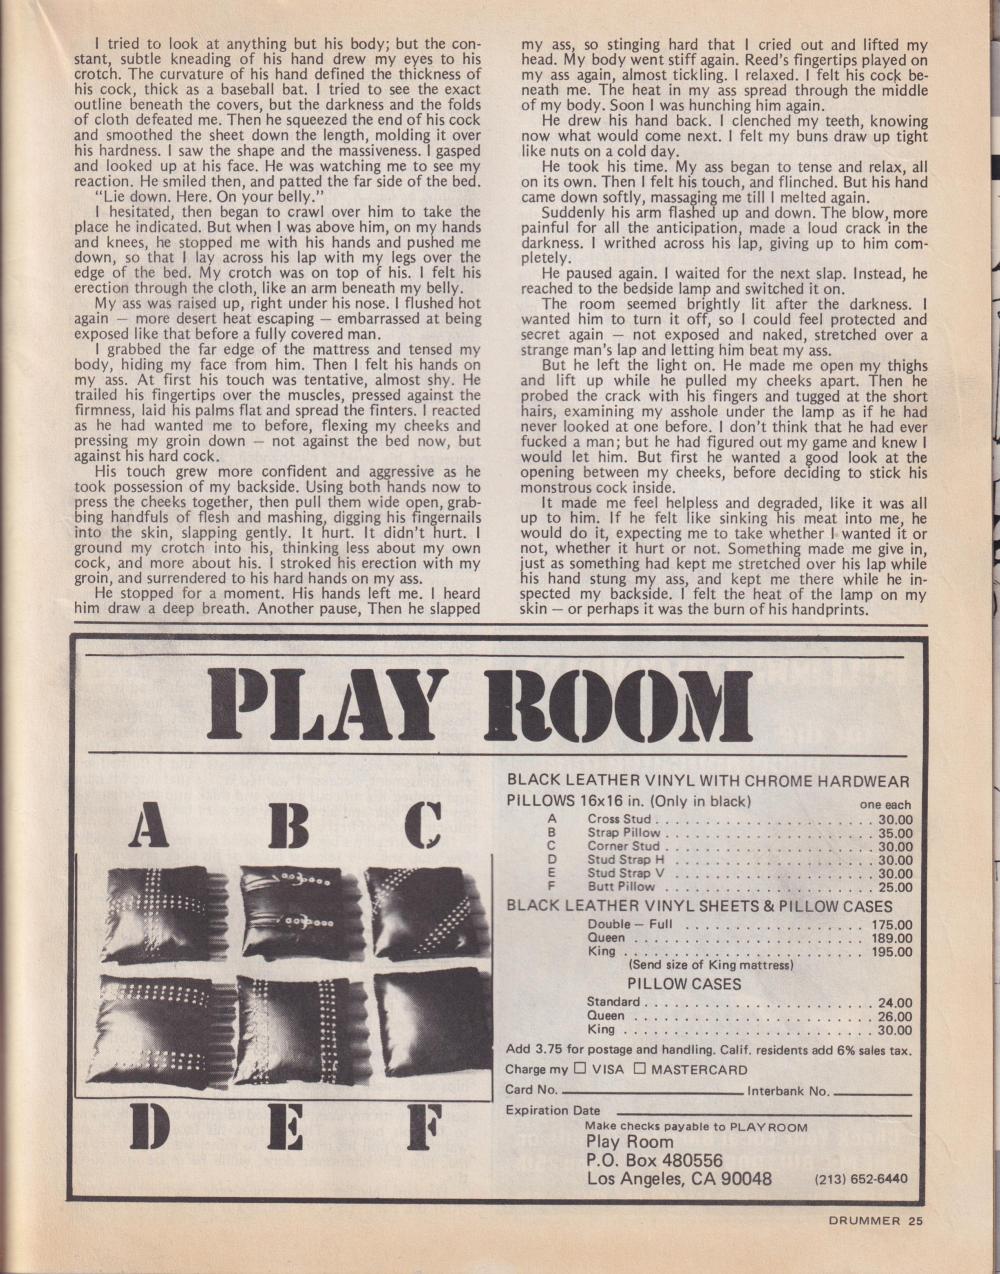 I tried to look at anything but his body; but the con-
stant, subtle kneading of his hand drew my eyes to his
crotch. The curvature of his hand defined the thickness of
his cock, thick as a baseball bat. I tried to see the exact
outline beneath the covers, but the darkness and the folds
of cloth defeated me. Then he squeezed the end of his cock
and smoothed the sheet down the length, molding it over
his hardness. I saw the shape and the massiveness. I gasped
and looked up at his face. He was watching me to see my
reaction. He smiled then, and patted the far side of the bed.
"Lie down. Here. On your belly."
I hesitated, then began to crawl over him to take the
place he indicated. But when I was above him, on my hands
and knees, he stopped me with his hands and pushed me
down, so that I lay across his lap with my legs over the
edge of the bed. My crotch was on top of his. I felt his
erection through the cloth, like an arm beneath my belly.
My ass was raised up, right under his nose. I flushed hot
again — more desert heat escaping — embarrassed at being
exposed like that before a fully covered man.
I grabbed the far edge of the mattress and tensed my
body, hiding my face from him. Then I felt his hands on
my ass. At first his touch was tentative, almost shy. He
trailed his fingertips over the muscles, pressed against the
firmness, laid his palms flat and spread the finters. I reacted
as he had wanted me to before, flexing my cheeks and
pressing my groin down — not against the bed now, but
against his hard cock.
His touch grew more confident and aggressive as he
took possession of my backside. Using both hands now to
press the cheeks together, then pull them wide open, grab-
bing handfuls of flesh and mashing, digging his fingernails
into the skin, slapping gently. It hurt. It didn't hurt. I
ground my crotch into his, thinking less about my own
cock, and more about his. I stroked his erection with my
groin, and surrendered to his hard hands on my ass.
He stopped for a moment. His hands left me. I heard
him draw a deep breath. Another pause, Then he slapped
my ass, so stinging hard that I cried out and lifted my
head. My body went stiff again. Reed's fingertips played on
my ass again, almost tickling. I relaxed. I felt his cock be-
neath me. The heat in my ass spread through the middle
of my body. Soon I was hunching him again.
He drew his hand back. I clenched my teeth, knowing
now what would come next. I felt my buns draw up tight
like nuts on a cold day.
He took his time. My ass began to tense and relax, all
on its own. Then I felt his touch, and flinched. But his hand
came down softly, massaging me till I melted again.
Suddenly his arm flashed up and down. The blow, more
painful for all the anticipation, made a loud crack in the
darkness. I writhed across his lap, giving up to him com-
pletely.
He paused again. I waited for the next slap. Instead, he
reached to the bedside lamp and switched it on.
The room seemed brightly lit after the darkness. I
wanted him to turn it off, so I could feel protected and
secret again — not exposed and naked, stretched over a
strange man's lap and letting him beat my ass.
But he left the light on. He made me open my thighs
and lift up while he pulled my cheeks apart. Then he
probed the crack with his fingers and tugged at the short
hairs, examining my asshole under the lamp as if he had
never looked at one before. I don't think that he had ever
fucked a man; but he had figured out my game and knew I
would let him. But first he wanted a good look at the
opening between my cheeks, before deciding to stick his
monstrous cock inside.
It made me feel helpless and degraded, like it was all
up to him. If he felt like sinking his meat into me, he
would do it, expecting me to take whether I wanted it or
not, whether it hurt or not. Something made me give in,
just as something had kept me stretched over his lap while
his hand stung my ass, and kept me there while he in-
spected my backside. I felt the heat of the lamp on my
skin — or perhaps it was the burn of his handprints.
PLAY ROOM
A B C
D E F
BLACK LEATHER VINYL WITH CHROME HARDWEAR
PILLOWS 16x16 in. (Only in black) one each
A Cross Stud . . . . . . . . . . . . . . . . . . . . . . 30.00
B Strap Pillow . . . . . . . . . . . . . . . . . . . . . 35.00
C Corner Stud . . . . . . . . . . . . . . . . . . . . . 30.00
D Stud Strap H . . . . . . . . . . . . . . . . . . . . 30.00
E Stud Strap V . . . . . . . . . . . . . . . . . . . . 30.00
F Butt Pillow . . . . . . . . . . . . . . . . . . . . . 25.00
BLACK LEATHER VINYL SHEETS & PILLOW CASES
Double — Full . . . . . . . . . . . . . . . . . . 175.00
Queen . . . . . . . . . . . . . . . . . . . . . . . 189.00
King . . . . . . . . . . . . . . . . . . . . . . . . 195.00
(Send size of King mattress)
PILLOW CASES
Standard . . . . . . . . . . . . . . . . . . . . . . . 24.00
Queen . . . . . . . . . . . . . . . . . . . . . . . . 26.00
King . . . . . . . . . . . . . . . . . . . . . . . . . 30.00
Add 3.75 for postage and handling. Calif. residents add 6% sales tax.
Charge my ☐ VISA ☐ MASTERCARD
Card No. ____________ Interbank No. ________
Expiration Date ____________
Make checks payable to PLAY ROOM
Play Room
P.O. Box 480556
Los Angeles, CA 90048 (213) 652-6440
DRUMMER 25